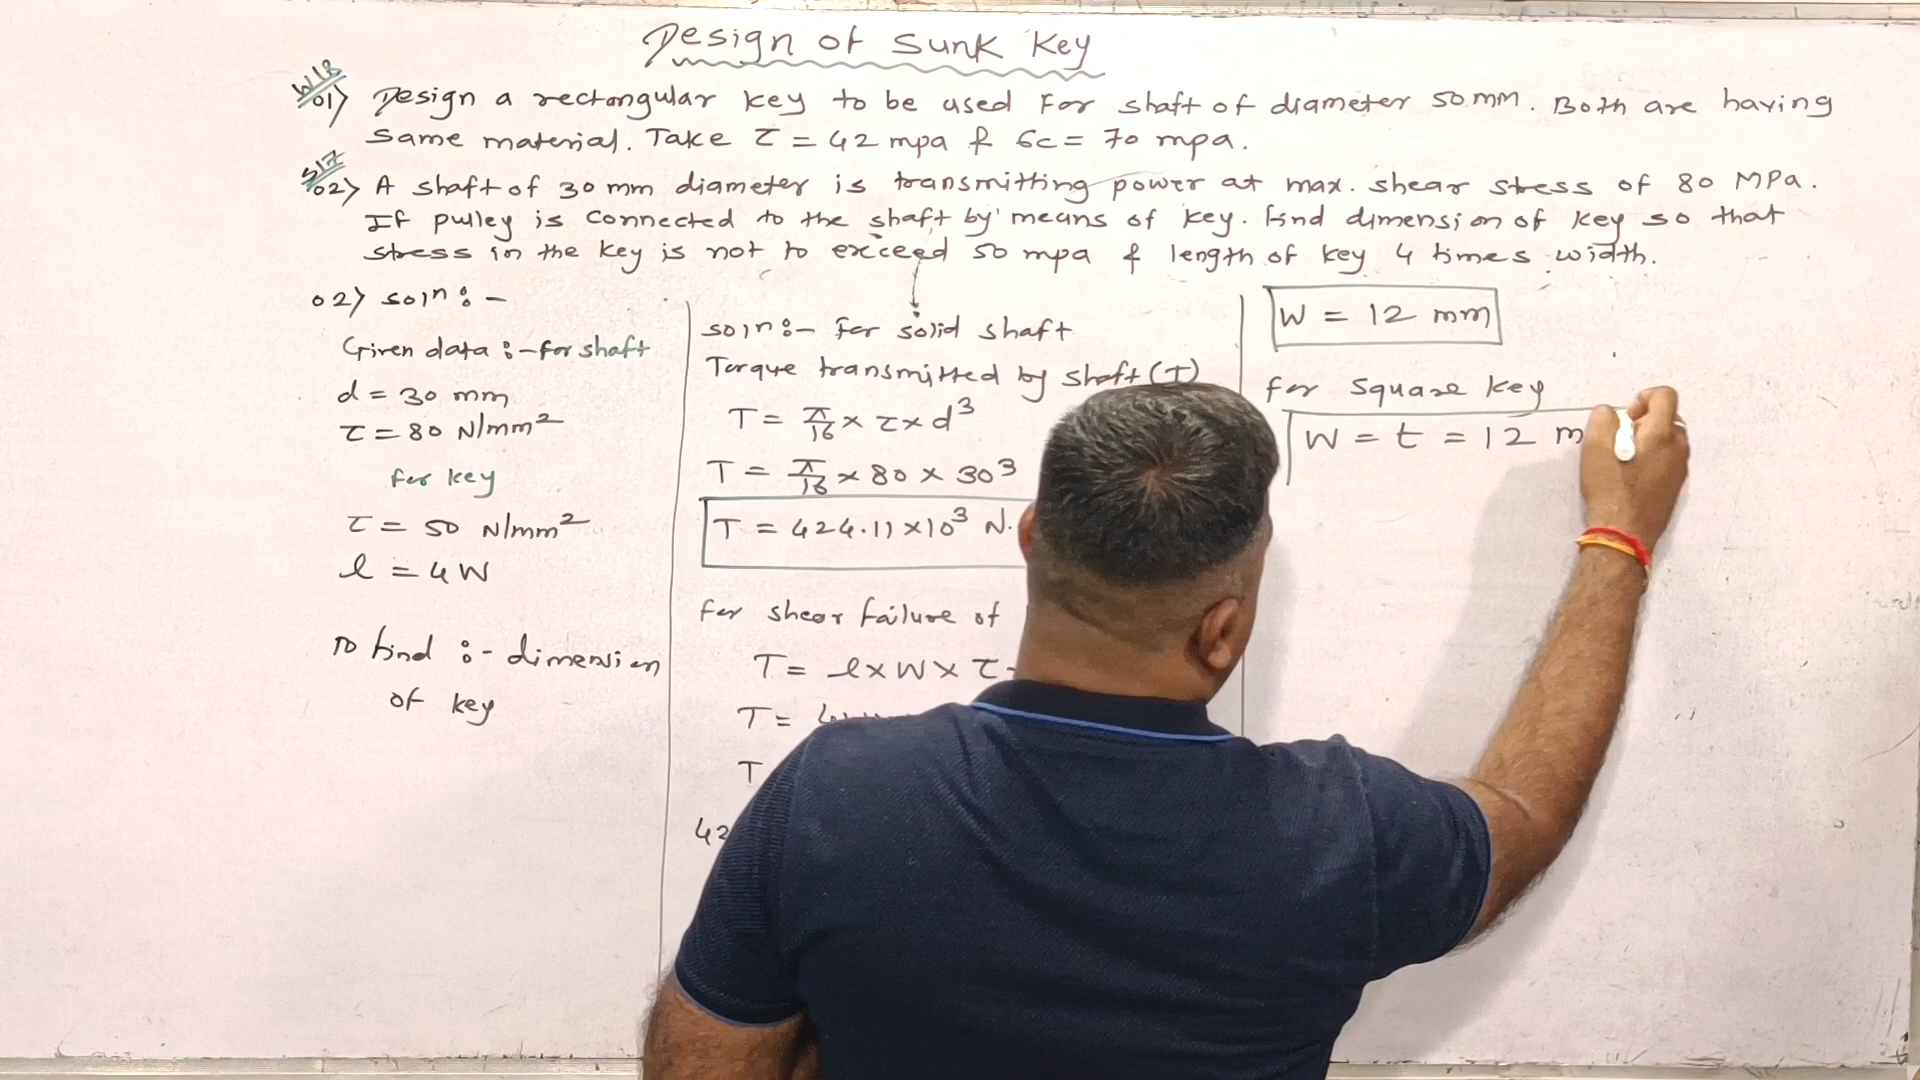 Design of Sunk Key
W18
01) Design a rectangular key to be used for shaft of diameter 50mm. Both are having
same material. Take τ = 42 mpa & 6c = 70 mpa.
S17
02) A shaft of 30 mm diameter is transmitting power at max. shear stress of 80 MPa.
If pulley is connected to the shaft by means of key. find dimension of key so that
stress in the key is not to exceed 50 mpa & length of key 4 times width.
02) soln :-
Given data :- for shaft
d = 30 mm
τ = 80 N/mm²
for key
τ = 50 N/mm²
l = 4W
To find :- dimension
of key
soln :- for solid shaft
Torque transmitted by shaft (T)
T = π/16 × τ × d³
T = π/16 × 80 × 30³
T = 424.11 × 10³ N.
for shear failure of
T = l × W × τ
T =
T
42
W = 12 mm
for square key
W = t = 12 m